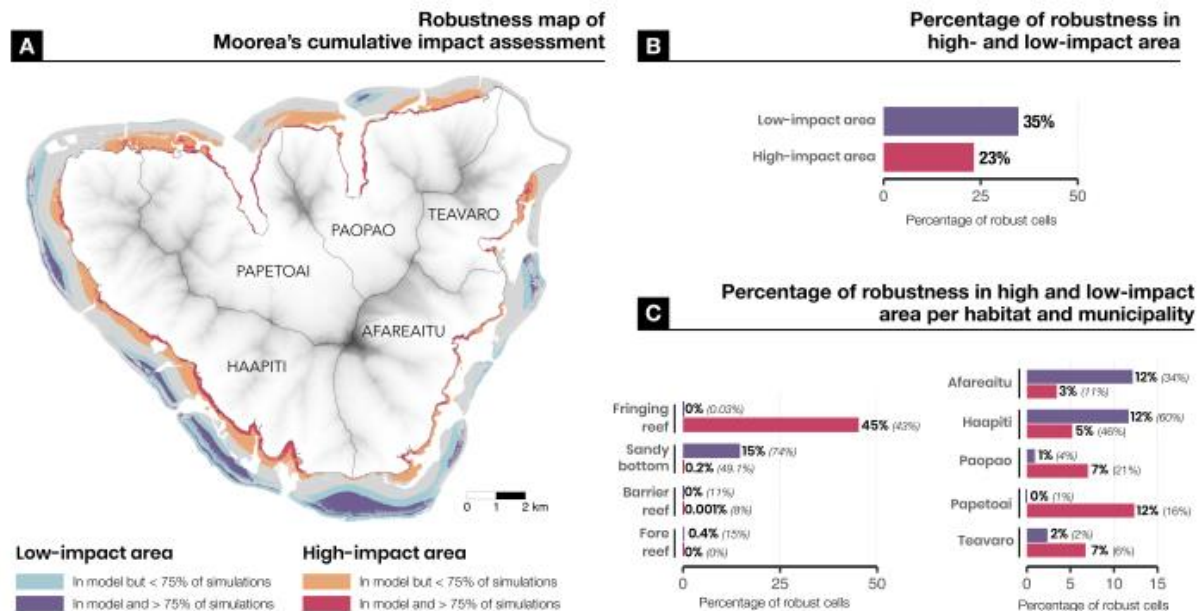 A
Robustness map of
Moorea's cumulative impact assessment
TEAVARO
PAOPAO
PAPETOAI
AFAREAITU
HAAPITI
0 1 2 km
Low-impact area
In model but < 75% of simulations
In model and > 75% of simulations
High-impact area
In model but < 75% of simulations
In model and > 75% of simulations
B
Percentage of robustness in
high- and low-impact area
Low-impact area 35%
High-impact area 23%
0 25 50
Percentage of robust cells
C
Percentage of robustness in high and low-impact
area per habitat and municipality
Fringing
reef
0% (0.03%)
45% (43%)
Sandy
bottom
15% (74%)
0.2% (49.1%)
Barrier
reef
0% (11%)
0.001% (8%)
Fore
reef
0.4% (15%)
0% (0%)
0 50
Percentage of robust cells
Afareaitu
12% (34%)
3% (11%)
Haapiti
12% (60%)
5% (46%)
Paopao
1% (4%)
7% (21%)
Papetoai
0% (1%)
12% (16%)
Teavaro
2% (2%)
7% (6%)
0 5 10 15
Percentage of robust cells